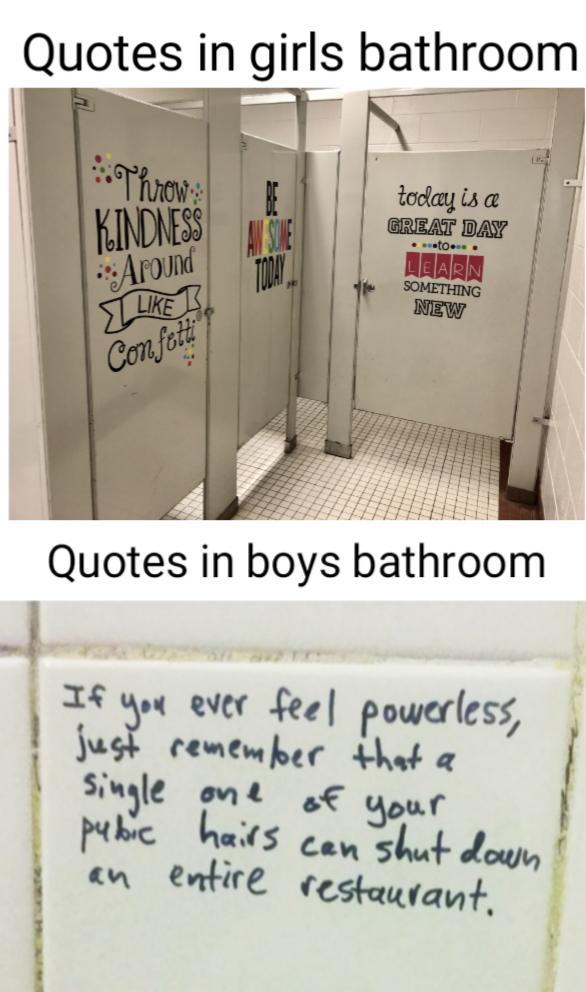 Quotes in girls bathroom
Throw
KINDNESS
Around
LIKE
Confetti
BE
AWESOME
TODAY
today is a
GREAT DAY
to
LEARN
SOMETHING
NEW
Quotes in boys bathroom
If you ever feel powerless,
just remember that a
single one of your
pubic hairs can shut down
an entire restaurant.